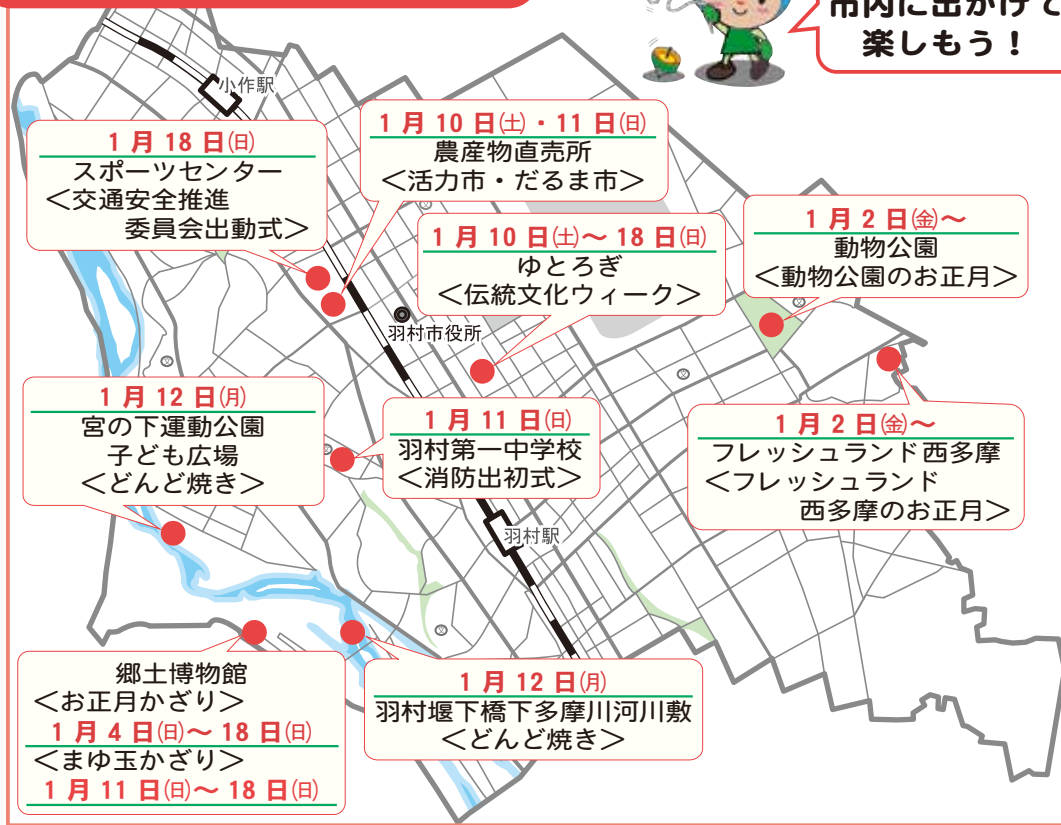 市内に出かけて
楽しもう!
小作駅
1月18日(日)
スポーツセンター
<交通安全推進
委員会出動式>
1月10日(土)・11日(日)
農産物直売所
<活力市・だるま市>
1月10日(土)～18日(日)
ゆとろぎ
<伝統文化ウィーク>
1月2日(金)～
動物公園
<動物公園のお正月>
羽村市役所
1月12日(月)
宮の下運動公園
子ども広場
<どんど焼き>
1月11日(日)
羽村第一中学校
<消防出初式>
1月2日(金)～
フレッシュランド西多摩
<フレッシュランド
西多摩のお正月>
羽村駅
郷土博物館
<お正月かざり>
1月4日(日)～18日(日)
<まゆ玉かざり>
1月11日(日)～18日(日)
1月12日(月)
羽村堰下橋下多摩川河川敷
<どんど焼き>